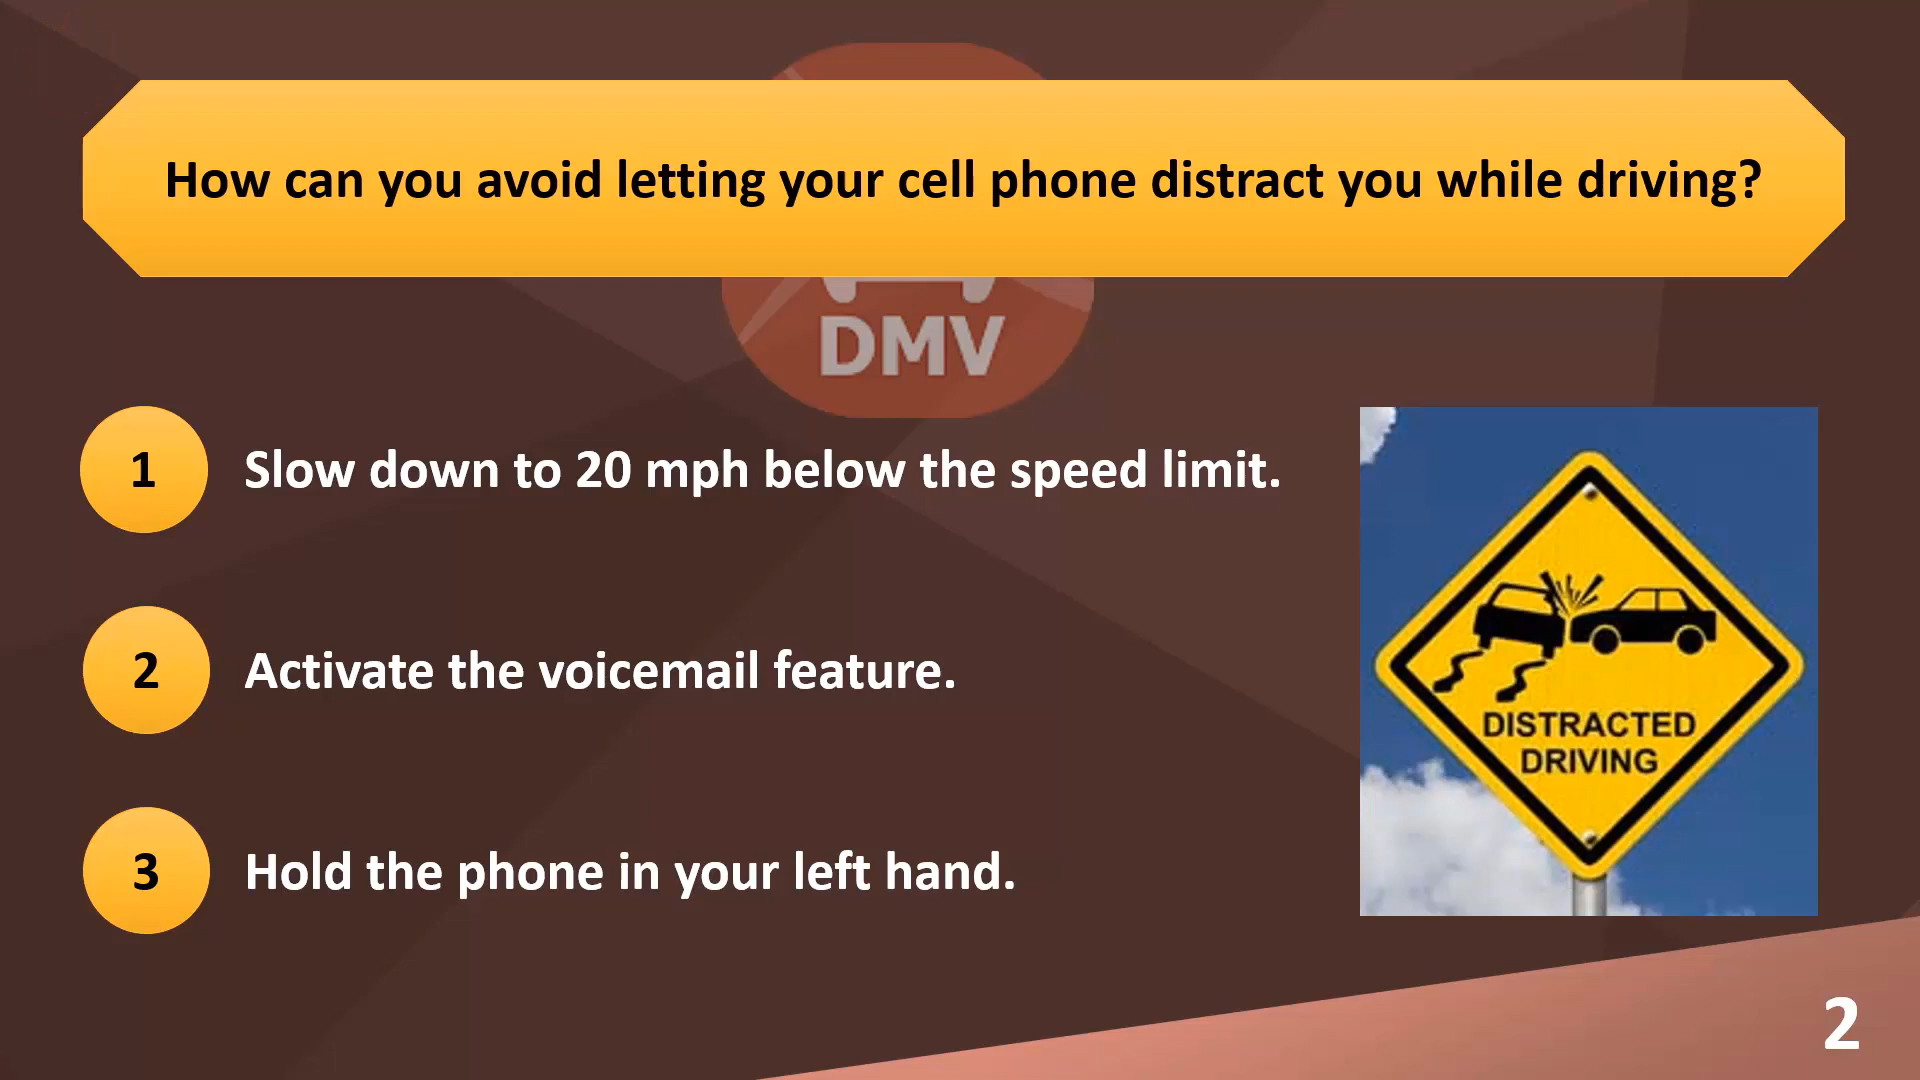 How can you avoid letting your cell phone distract you while driving?
DMV
1 Slow down to 20 mph below the speed limit.
2 Activate the voicemail feature.
3 Hold the phone in your left hand.
DISTRACTED
DRIVING
2